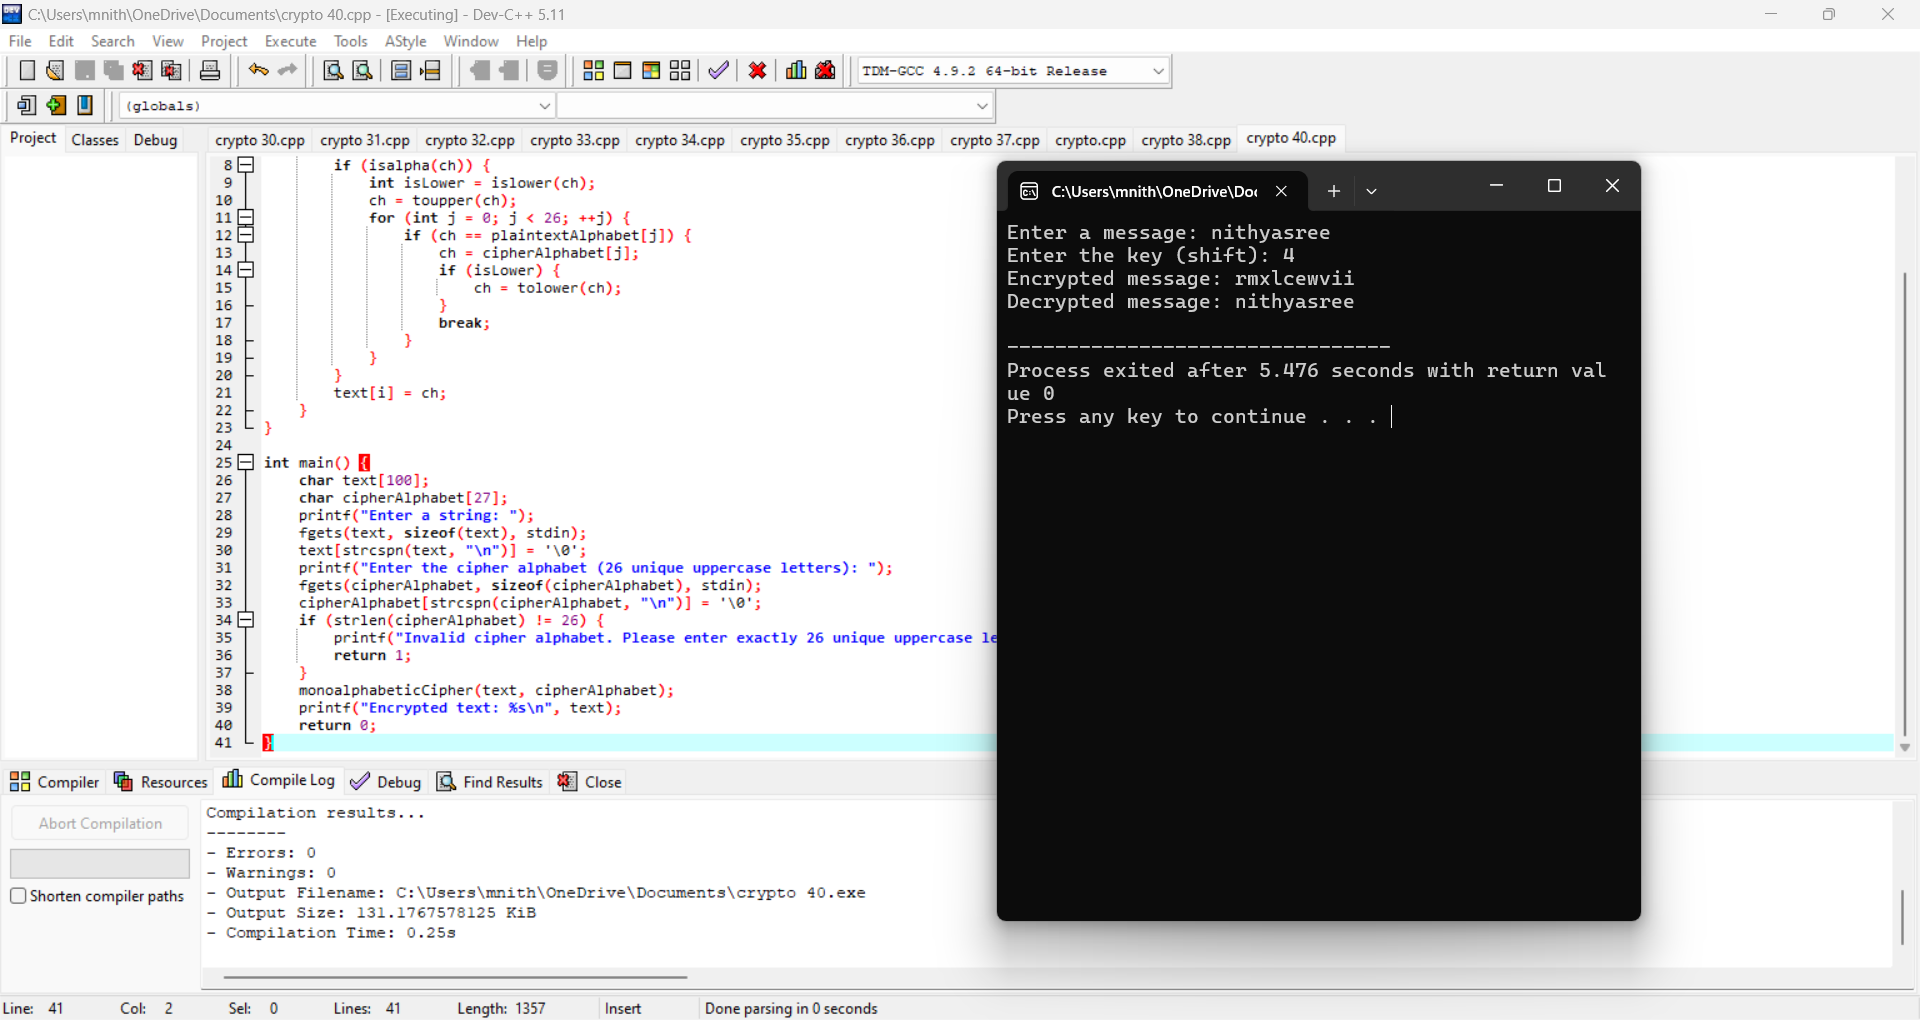 C:\Users\mnith\OneDrive\Documents\crypto 40.cpp - [Executing] - Dev-C++ 5.11
File Edit Search View Project Execute Tools AStyle Window Help
TDM-GCC 4.9.2 64-bit Release
(globals)
Project Classes Debug
crypto 30.cpp crypto 31.cpp crypto 32.cpp crypto 33.cpp crypto 34.cpp crypto 35.cpp crypto 36.cpp crypto 37.cpp crypto.cpp crypto 38.cpp crypto 40.cpp
8 if (isalpha(ch)) {
9 int isLower = islower(ch);
10 ch = toupper(ch);
11 for (int j = 0; j < 26; ++j) {
12 if (ch == plaintextAlphabet[j]) {
13 ch = cipherAlphabet[j];
14 if (isLower) {
15 ch = tolower(ch);
16 }
17 break;
18 }
19 }
20 }
21 text[i] = ch;
22 }
23 }
24
25 int main() {
26 char text[100];
27 char cipherAlphabet[27];
28 printf("Enter a string: ");
29 fgets(text, sizeof(text), stdin);
30 text[strcspn(text, "\n")] = '\0';
31 printf("Enter the cipher alphabet (26 unique uppercase letters): ");
32 fgets(cipherAlphabet, sizeof(cipherAlphabet), stdin);
33 cipherAlphabet[strcspn(cipherAlphabet, "\n")] = '\0';
34 if (strlen(cipherAlphabet) != 26) {
35 printf("Invalid cipher alphabet. Please enter exactly 26 unique uppercase le
36 return 1;
37 }
38 monoalphabeticCipher(text, cipherAlphabet);
39 printf("Encrypted text: %s\n", text);
40 return 0;
41 }
C:\Users\mnith\OneDrive\Doc
Enter a message: nithyasree
Enter the key (shift): 4
Encrypted message: rmxlcewvii
Decrypted message: nithyasree
--------------------------------
Process exited after 5.476 seconds with return val
ue 0
Press any key to continue . . .
Compiler Resources Compile Log Debug Find Results Close
Abort Compilation
Shorten compiler paths
Compilation results...
--------
- Errors: 0
- Warnings: 0
- Output Filename: C:\Users\mnith\OneDrive\Documents\crypto 40.exe
- Output Size: 131.1767578125 KiB
- Compilation Time: 0.25s
Line: 41 Col: 2 Sel: 0 Lines: 41 Length: 1357 Insert Done parsing in 0 seconds